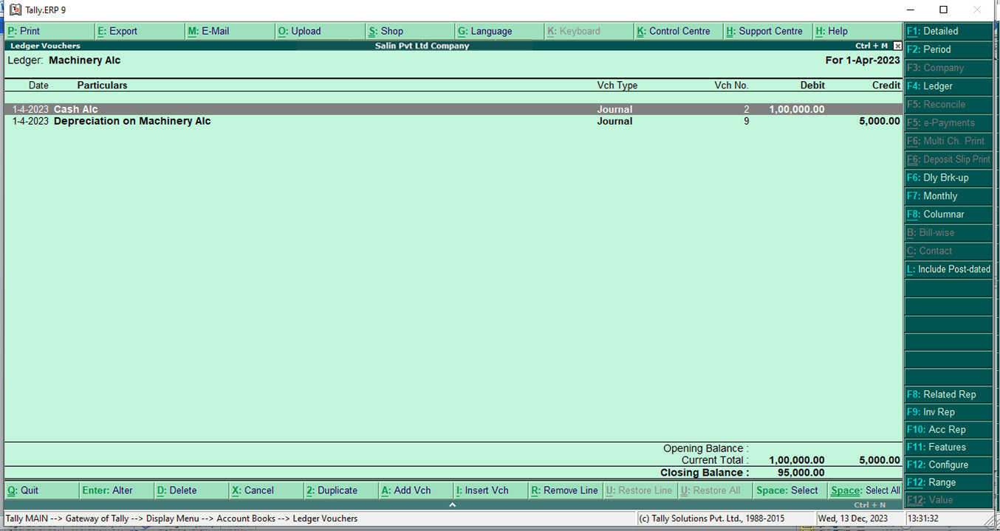 Tally.ERP 9
P: Print E: Export M: E-Mail O: Upload S: Shop G: Language K: Keyboard K: Control Centre H: Support Centre H: Help
Ledger Vouchers Salin Pvt Ltd Company Ctrl + M
Ledger: Machinery Alc For 1-Apr-2023
Date Particulars Vch Type Vch No. Debit Credit
1-4-2023 Cash Alc Journal 2 1,00,000.00
1-4-2023 Depreciation on Machinery Alc Journal 9 5,000.00
Opening Balance :
Current Total : 1,00,000.00 5,000.00
Closing Balance : 95,000.00
Q: Quit Enter: Alter D: Delete X: Cancel 2: Duplicate A: Add Vch I: Insert Vch R: Remove Line U: Restore Line U: Restore All Space: Select Space: Select All
Ctrl + N
F1: Detailed
F2: Period
F3: Company
F4: Ledger
F5: Reconcile
F5: e-Payments
F6: Multi Ch. Print
F6: Deposit Slip Print
F6: Dly Brk-up
F7: Monthly
F8: Columnar
B: Bill-wise
C: Contact
L: Include Post-dated
F8: Related Rep
F9: Inv Rep
F10: Acc Rep
F11: Features
F12: Configure
F12: Range
F12: Value
Tally MAIN --> Gateway of Tally --> Display Menu --> Account Books --> Ledger Vouchers (c) Tally Solutions Pvt. Ltd., 1988-2015 Wed, 13 Dec, 2023 13:31:32